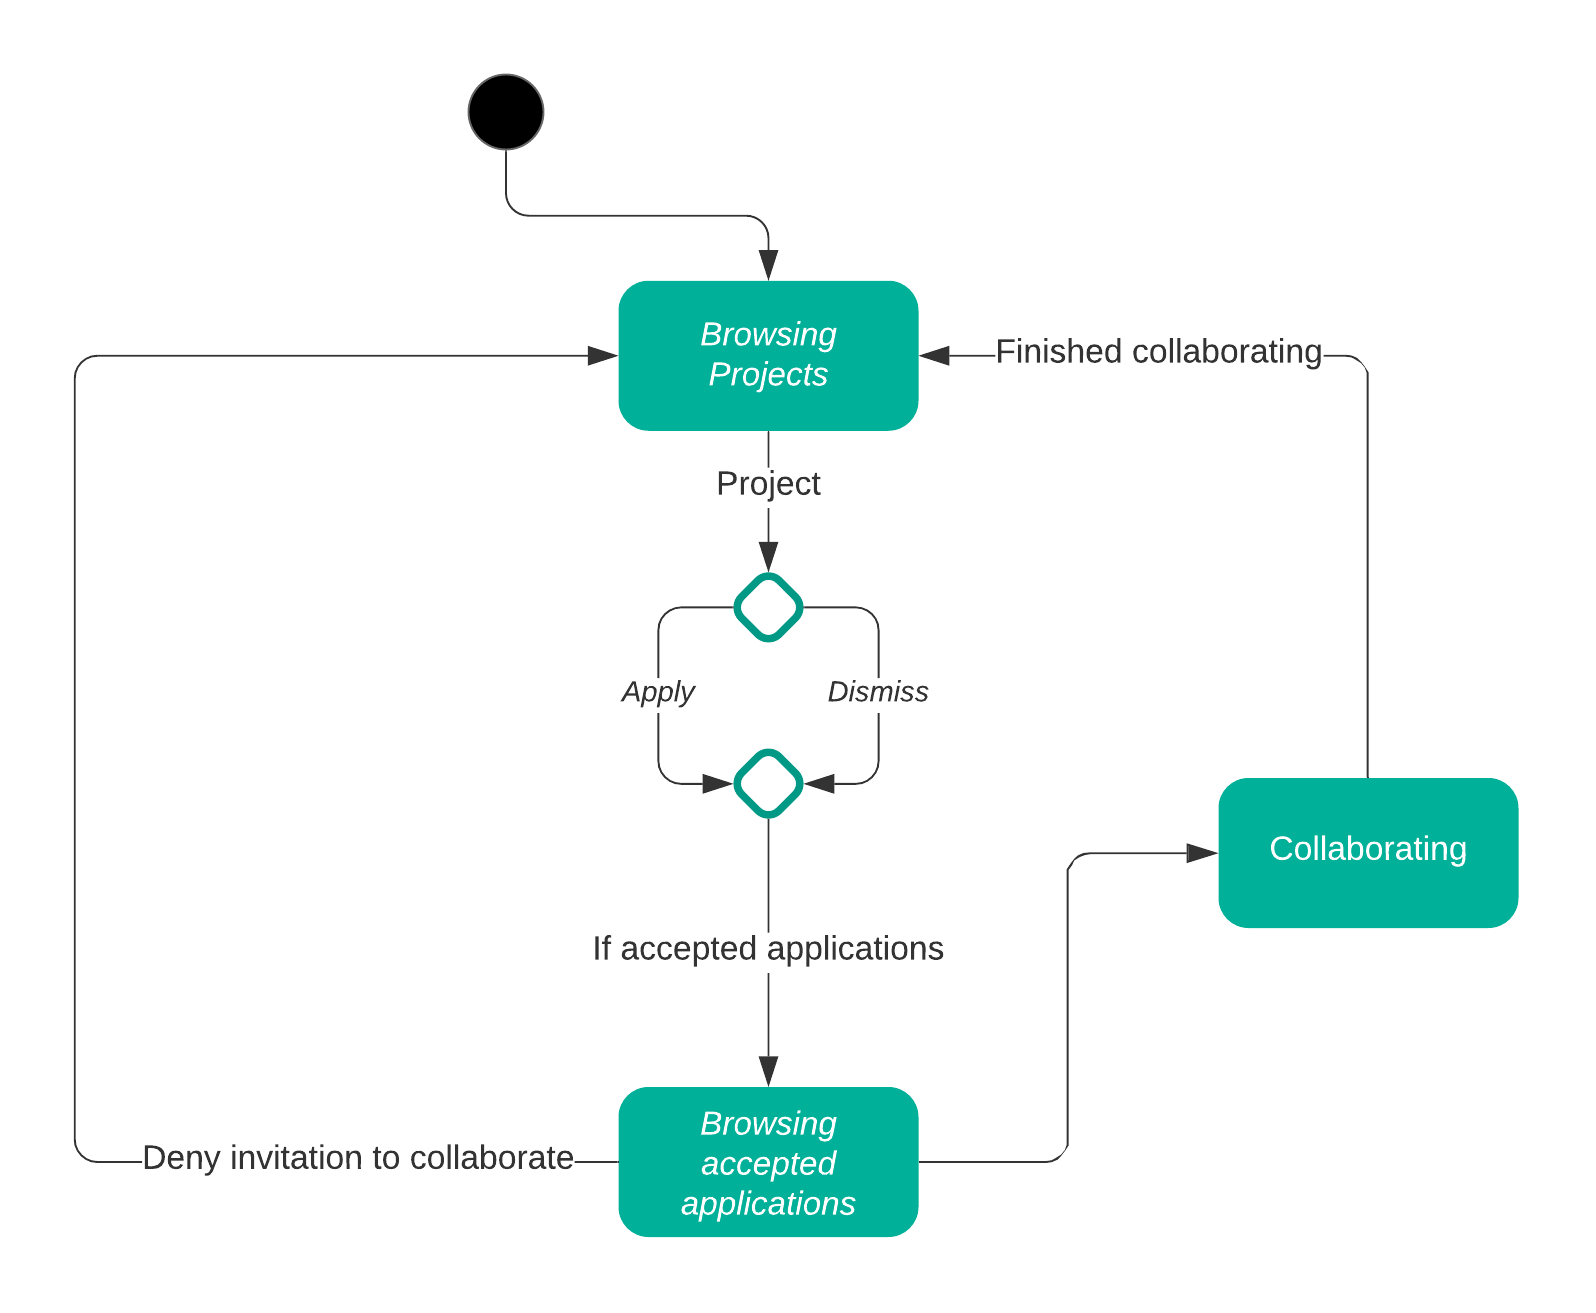 Browsing
Projects
Finished collaborating
Project
Apply
Dismiss
Collaborating
If accepted applications
Browsing
accepted
applications
Deny invitation to collaborate